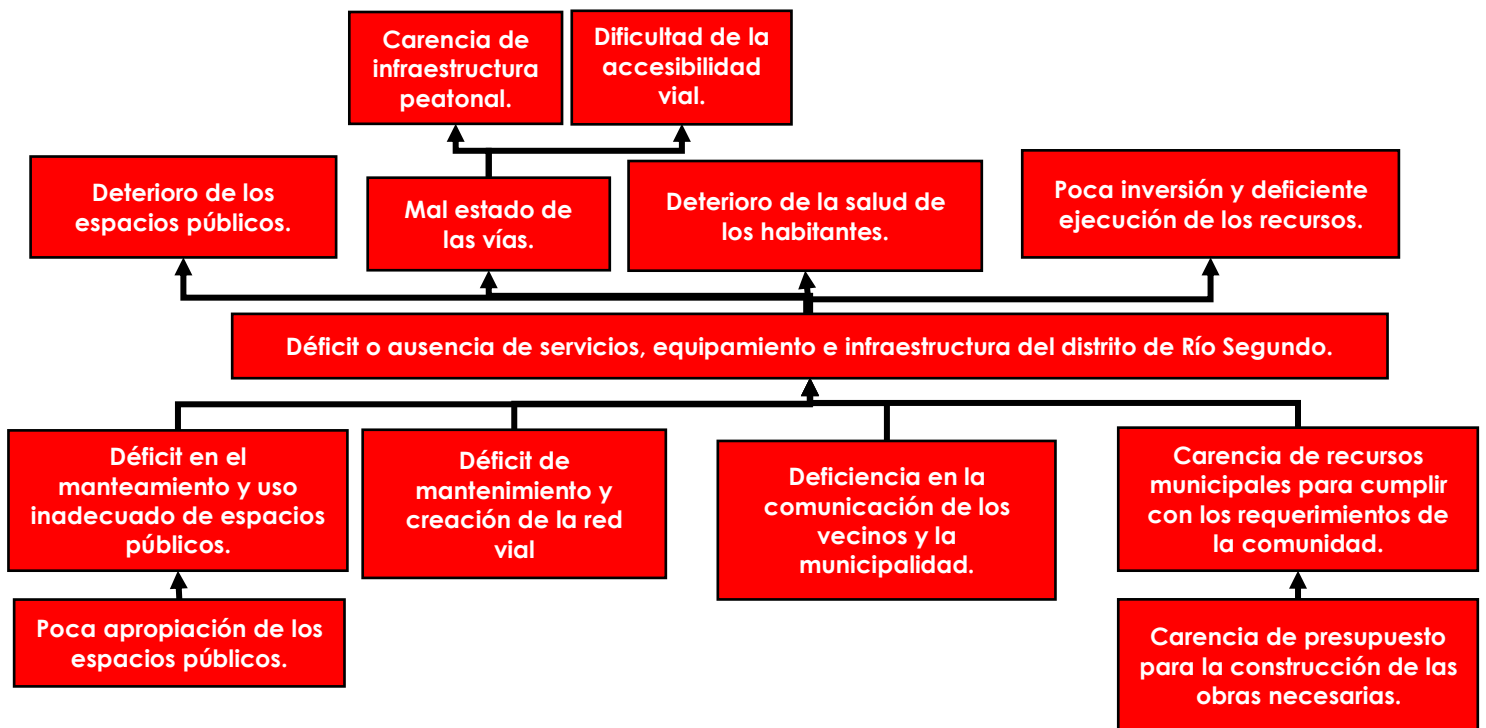 Carencia de
infraestructura
peatonal.
Dificultad de la
accesibilidad
vial.
Deterioro de los
espacios públicos.
Mal estado de
las vías.
Deterioro de la salud de
los habitantes.
Poca inversión y deficiente
ejecución de los recursos.
Déficit o ausencia de servicios, equipamiento e infraestructura del distrito de Río Segundo.
Déficit en el
manteamiento y uso
inadecuado de espacios
públicos.
Déficit de
mantenimiento y
creación de la red
vial
Deficiencia en la
comunicación de los
vecinos y la
municipalidad.
Carencia de recursos
municipales para cumplir
con los requerimientos de
la comunidad.
Poca apropiación de los
espacios públicos.
Carencia de presupuesto
para la construcción de las
obras necesarias.